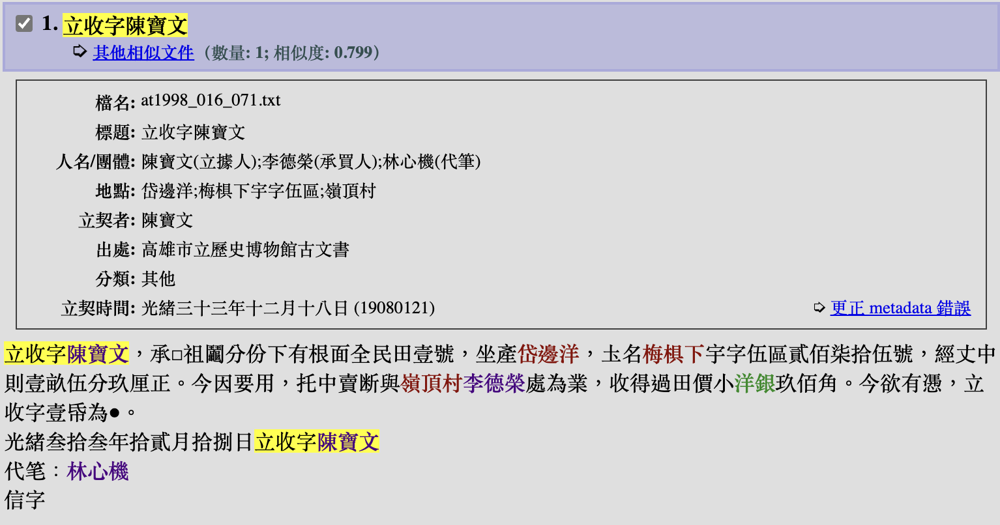 1. 立收字陳寶文
➪ 其他相似文件（數量: 1; 相似度: 0.799）
檔名: at1998_016_071.txt
標題: 立收字陳寶文
人名/團體: 陳寶文(立據人);李德榮(承買人);林心機(代筆)
地點: 岱邊洋;梅椇下宇字伍區;嶺頂村
立契者: 陳寶文
出處: 高雄市立歷史博物館古文書
分類: 其他
立契時間: 光緒三十三年十二月十八日 (19080121)
➪ 更正 metadata 錯誤
立收字陳寶文，承□祖鬮分份下有根面全民田壹號，坐產岱邊洋，圡名梅椇下宇字伍區貳佰柒拾伍號，經丈中
則壹畝伍分玖厘正。今因要用，托中賣断與嶺頂村李德榮處為業，收得過田價小洋銀玖佰角。今欲有慿，立
收字壹帋為●。
光緒叁拾叁年拾貳月拾捌日立收字陳寶文
代笔：林心機
信字